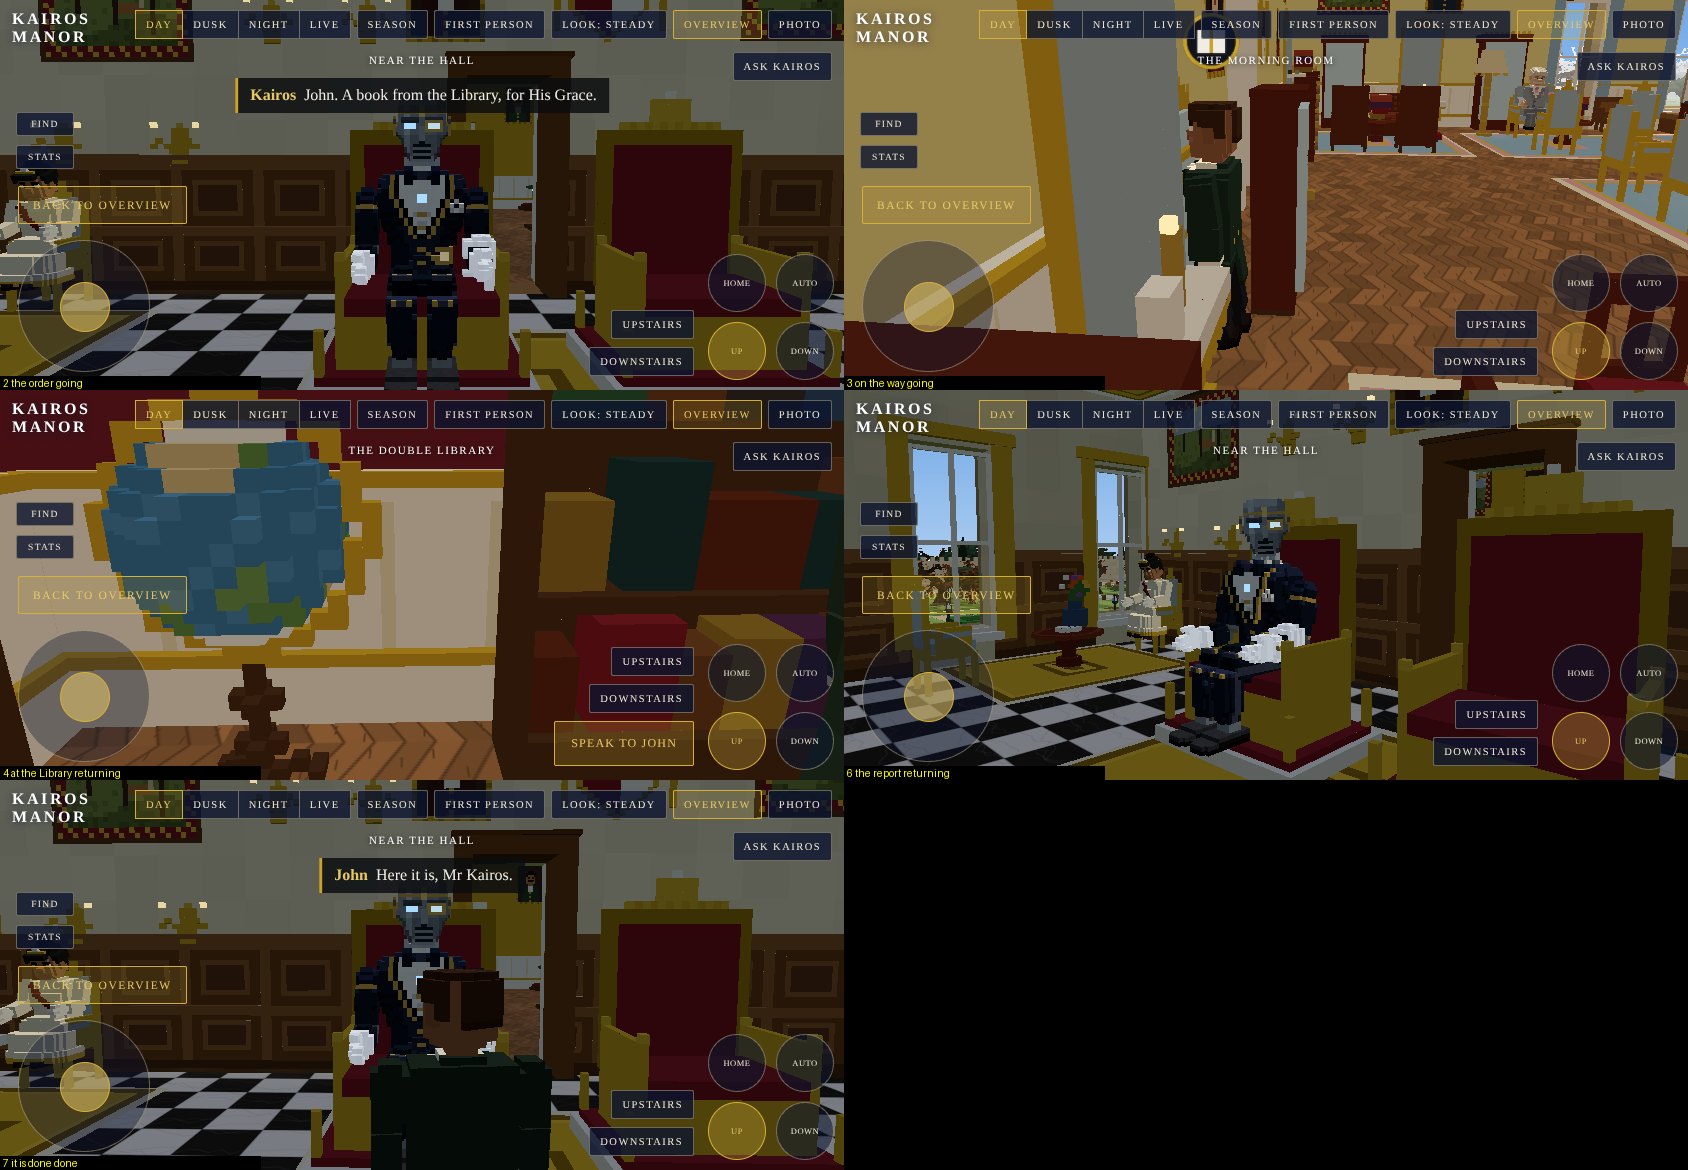 KAIROS
MANOR
DAY DUSK NIGHT LIVE SEASON FIRST PERSON LOOK: STEADY OVERVIEW PHOTO
NEAR THE HALL
ASK KAIROS
Kairos John. A book from the Library, for His Grace.
FIND
STATS
BACK TO OVERVIEW
HOME AUTO
UPSTAIRS
UP DOWN
DOWNSTAIRS
2 the order going
KAIROS
MANOR
DAY DUSK NIGHT LIVE SEASON FIRST PERSON LOOK: STEADY OVERVIEW PHOTO
THE MORNING ROOM
ASK KAIROS
FIND
STATS
BACK TO OVERVIEW
HOME AUTO
UPSTAIRS
UP DOWN
DOWNSTAIRS
3 on the way going
KAIROS
MANOR
DAY DUSK NIGHT LIVE SEASON FIRST PERSON LOOK: STEADY OVERVIEW PHOTO
THE DOUBLE LIBRARY
ASK KAIROS
FIND
STATS
BACK TO OVERVIEW
UPSTAIRS
HOME AUTO
DOWNSTAIRS
SPEAK TO JOHN
UP DOWN
4 at the Library returning
KAIROS
MANOR
DAY DUSK NIGHT LIVE SEASON FIRST PERSON LOOK: STEADY OVERVIEW PHOTO
NEAR THE HALL
ASK KAIROS
FIND
STATS
BACK TO OVERVIEW
HOME AUTO
UPSTAIRS
UP DOWN
DOWNSTAIRS
6 the report returning
KAIROS
MANOR
DAY DUSK NIGHT LIVE SEASON FIRST PERSON LOOK: STEADY OVERVIEW PHOTO
NEAR THE HALL
ASK KAIROS
John Here it is, Mr Kairos.
FIND
STATS
BACK TO OVERVIEW
HOME AUTO
UPSTAIRS
UP DOWN
DOWNSTAIRS
7 it is done done